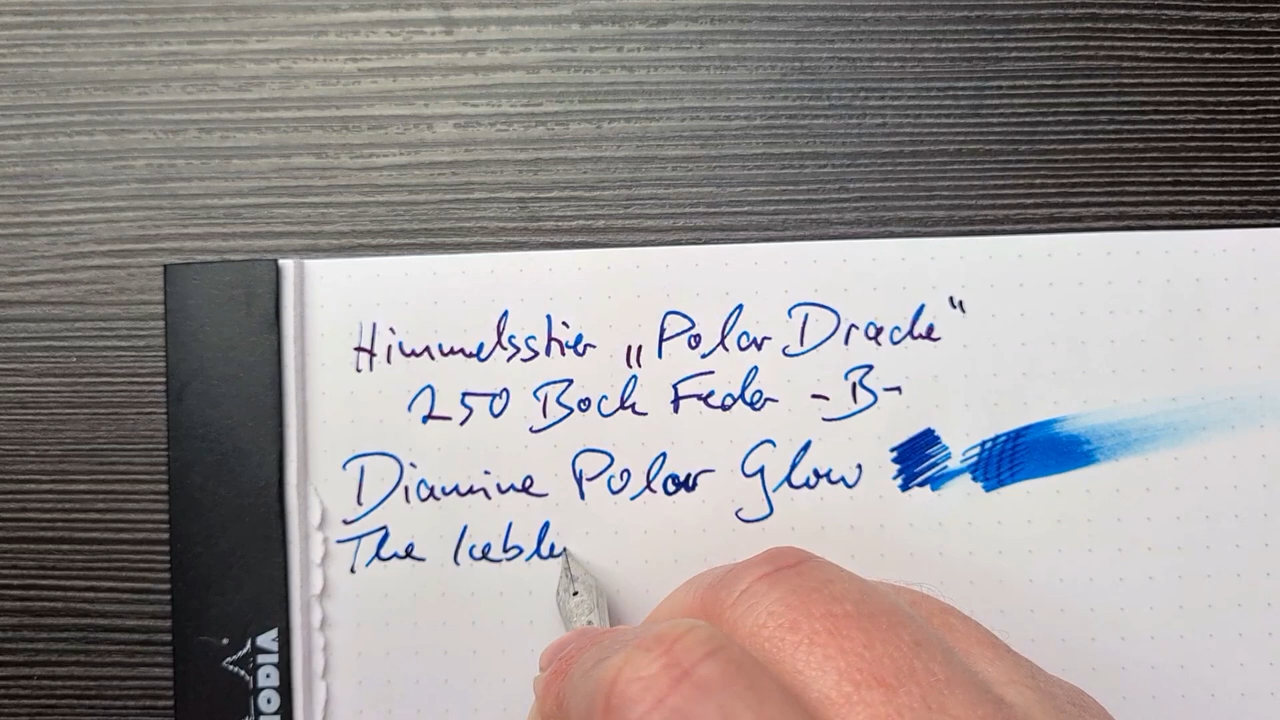 Himmelsstier „Polar Drache“
250 Bock Feder -B-
Diamine Polar Glow
The Iceble